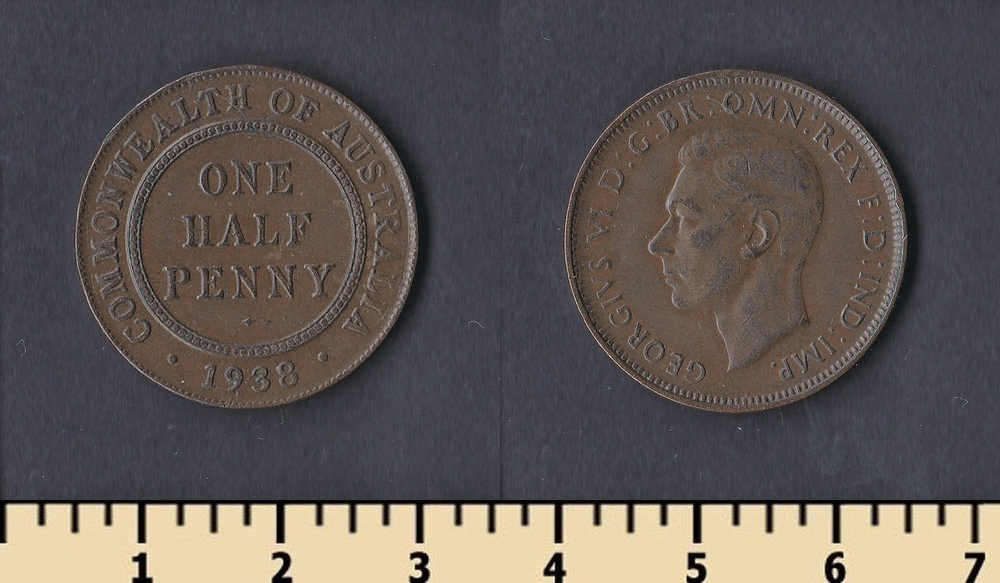 COMMONWEALTH OF AUSTRALIA
ONE
HALF
PENNY
1938
GEORGIVS VI D:G:BR:OMN:REX F:D:IND:IMP.
1 2 3 4 5 6 7